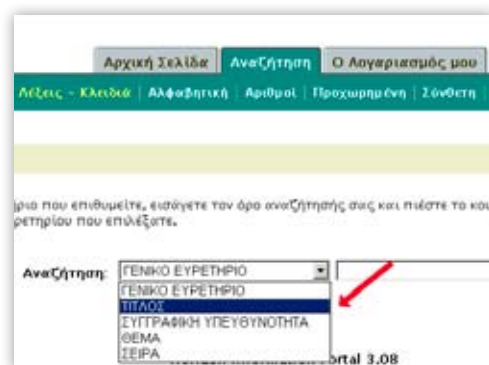 Αρχική Σελίδα Αναζήτηση Ο Λογαριασμός μου
Λέξεις - Κλειδιά | Αλφαβητική | Αριθμοί | Προχωρημένη | Σύνθετη |
ήριο που επιθυμείτε, εισάγετε τον όρο αναζήτησής σας και πιέστε το κου
ρετηρίου που επιλέξατε.
Αναζήτηση: ΓΕΝΙΚΟ ΕΥΡΕΤΗΡΙΟ
ΓΕΝΙΚΟ ΕΥΡΕΤΗΡΙΟ
ΤΙΤΛΟΣ
ΣΥΓΓΡΑΦΙΚΗ ΥΠΕΥΘΥΝΟΤΗΤΑ
ΘΕΜΑ
ΣΕΙΡΑ
Information Portal 3.08